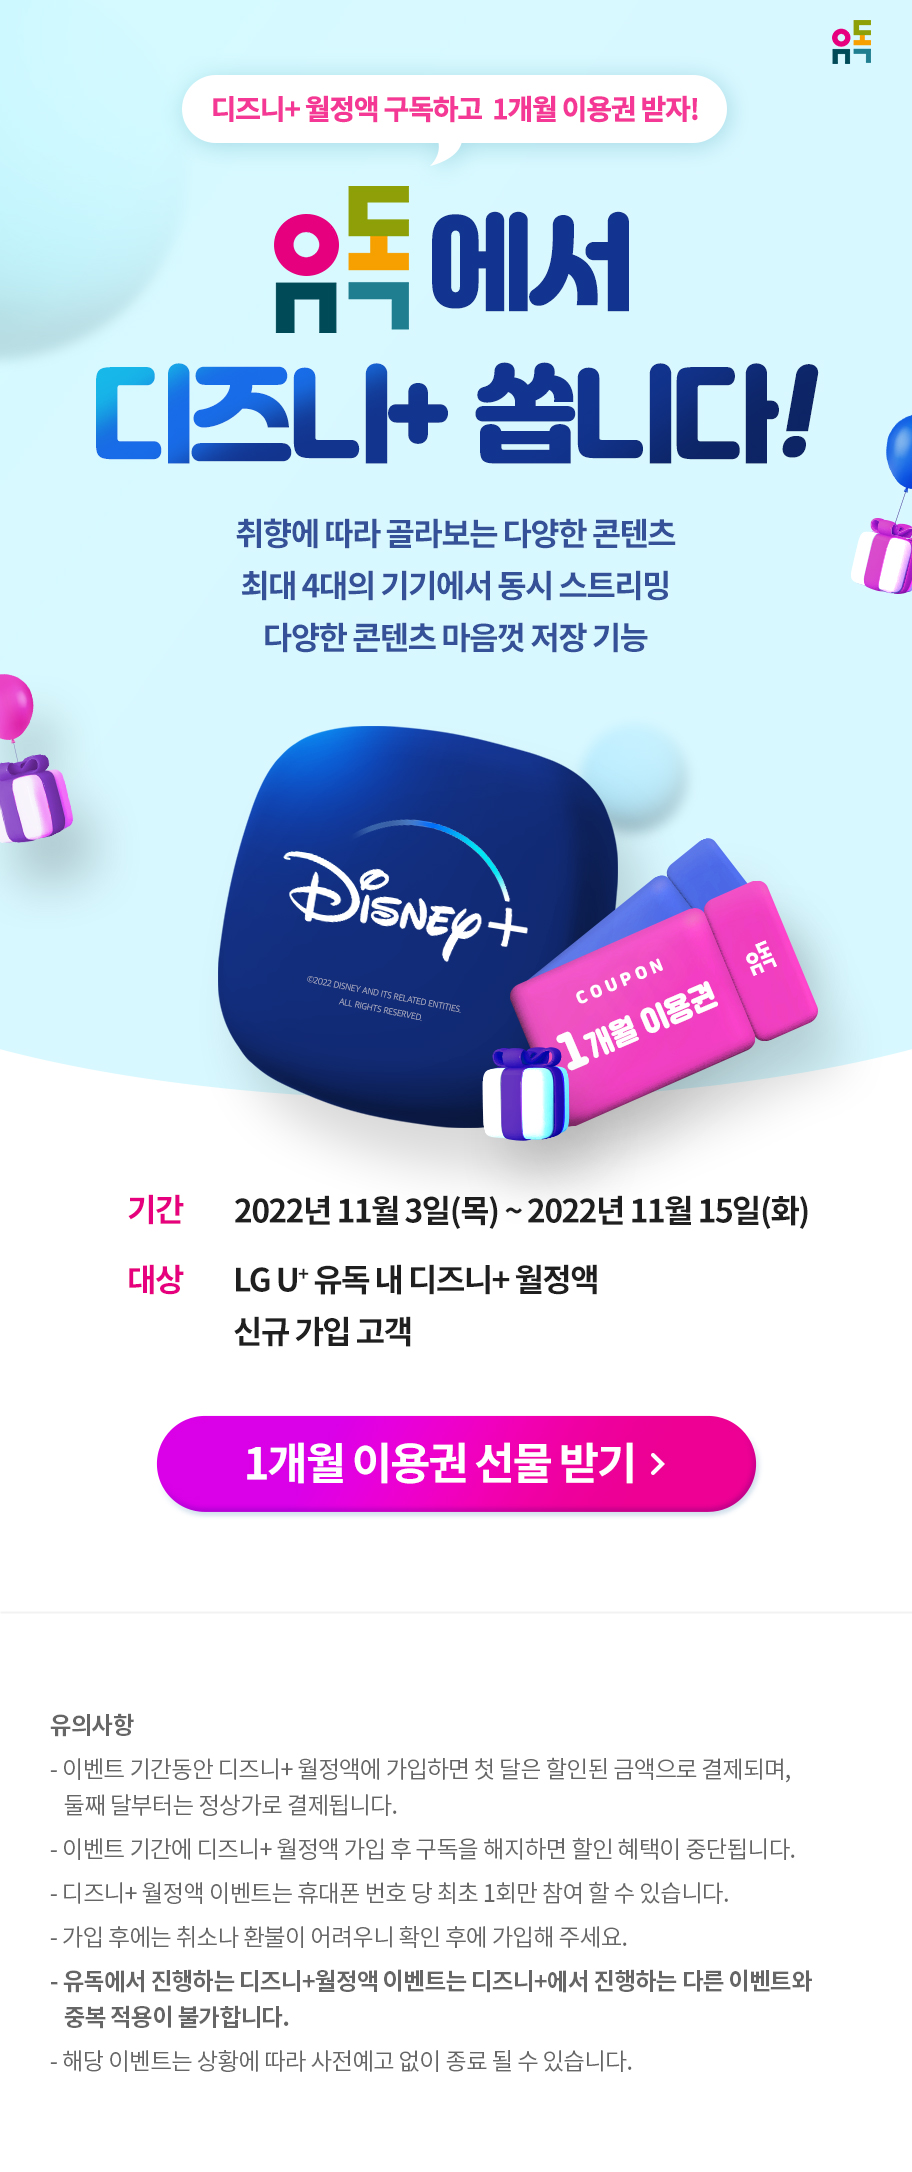 유독
디즈니+ 월정액 구독하고 1개월 이용권 받자!
유독에서
디즈니+ 쏩니다!
취향에 따라 골라보는 다양한 콘텐츠
최대 4대의 기기에서 동시 스트리밍
다양한 콘텐츠 마음껏 저장 기능
Disney+
©2022 DISNEY AND ITS RELATED ENTITIES.
ALL RIGHTS RESERVED.
COUPON
1개월 이용권
유독
기간 2022년 11월 3일(목) ~ 2022년 11월 15일(화)
대상 LG U+ 유독 내 디즈니+ 월정액
신규 가입 고객
1개월 이용권 선물 받기 >
유의사항
- 이벤트 기간동안 디즈니+ 월정액에 가입하면 첫 달은 할인된 금액으로 결제되며,
둘째 달부터는 정상가로 결제됩니다.
- 이벤트 기간에 디즈니+ 월정액 가입 후 구독을 해지하면 할인 혜택이 중단됩니다.
- 디즈니+ 월정액 이벤트는 휴대폰 번호 당 최초 1회만 참여 할 수 있습니다.
- 가입 후에는 취소나 환불이 어려우니 확인 후에 가입해 주세요.
- 유독에서 진행하는 디즈니+월정액 이벤트는 디즈니+에서 진행하는 다른 이벤트와
중복 적용이 불가합니다.
- 해당 이벤트는 상황에 따라 사전예고 없이 종료 될 수 있습니다.